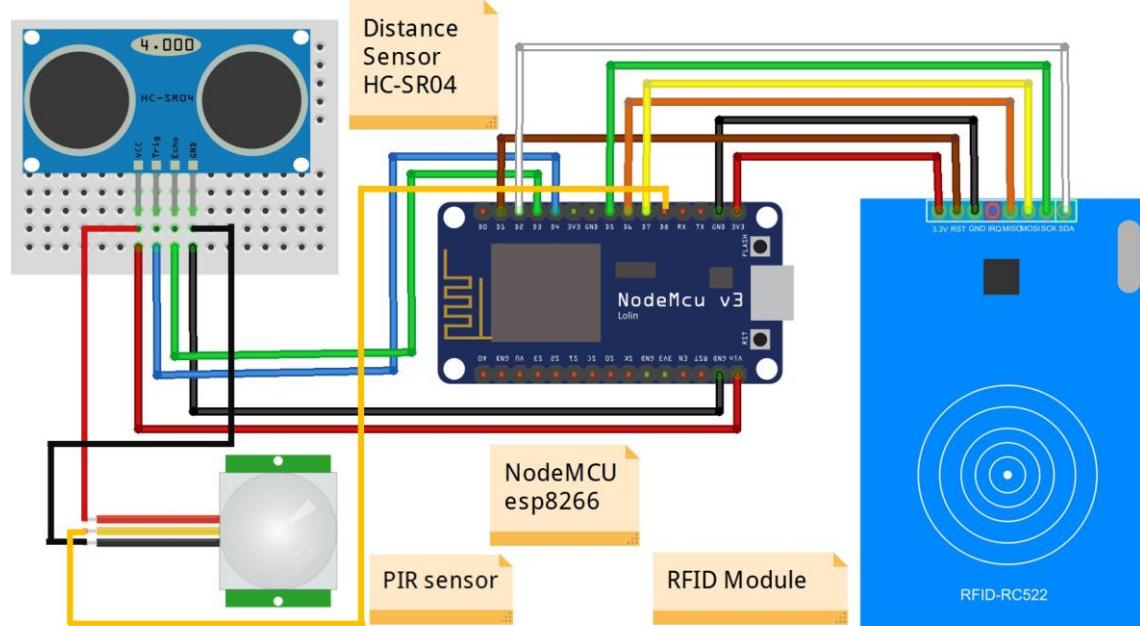 4.000
HC-SR04
VCC
Trig
Echo
GND
Distance
Sensor
HC-SR04
D0 D1 D2 D3 D4 3V3 GND D5 D6 D7 D8 RX TX GND 3V3
FLASH
NodeMcu v3
Lolin
RST
A0 GND VU S3 S2 S1 SC S0 SK GND 3V3 EN RST GND Vin
3.3V RST GND IRQ MISO MOSI SCK SDA
RFID-RC522
NodeMCU
esp8266
PIR sensor
RFID Module